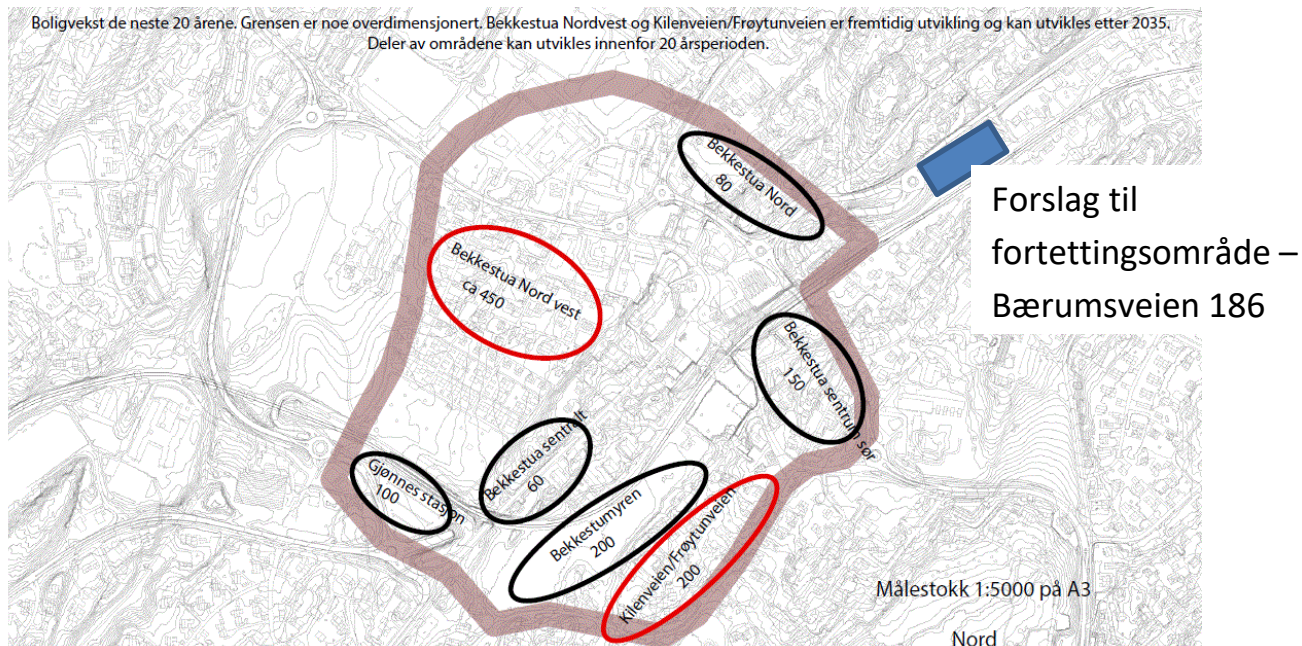 Boligvekst de neste 20 årene. Grensen er noe overdimensjonert. Bekkestua Nordvest og Kilenveien/Frøytunveien er fremtidig utvikling og kan utvikles etter 2035.
Deler av områdene kan utvikles innenfor 20 årsperioden.
Bekkestua Nord
80
Forslag til
fortettingsområde –
Bærumsveien 186
Bekkestua Nord vest
ca 450
Bekkestua sentrum sør
150
Bekkestua sentralt
60
Gjønnes stasjon
100
Bekkestumyren
200
Kilenveien/Frøytunveien
200
Målestokk 1:5000 på A3
Nord